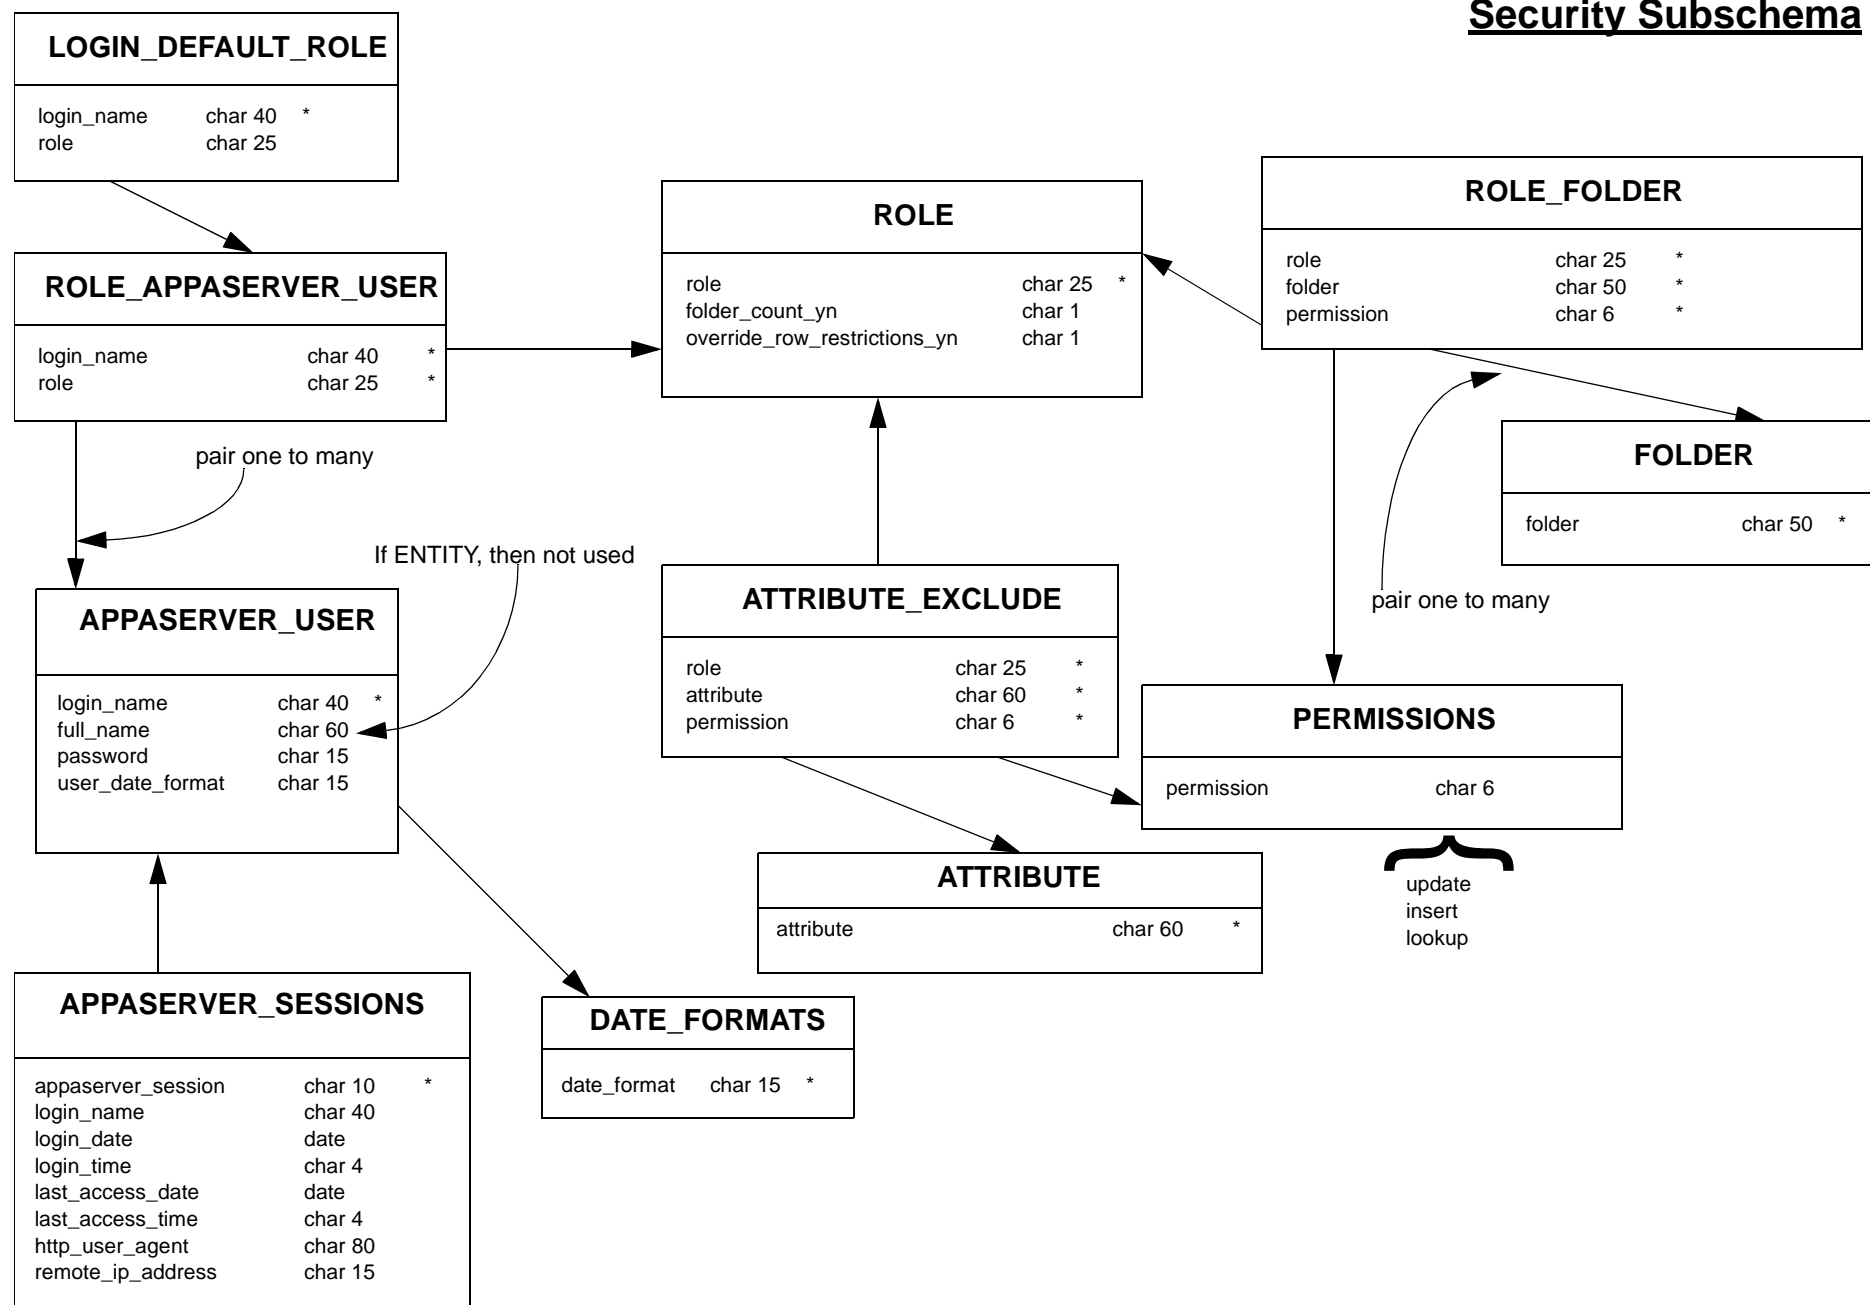 Security Subschema
LOGIN_DEFAULT_ROLE
login_name char 40 *
role char 25
ROLE_APPASERVER_USER
login_name char 40 *
role char 25 *
pair one to many
ROLE
role char 25 *
folder_count_yn char 1
override_row_restrictions_yn char 1
ROLE_FOLDER
role char 25 *
folder char 50 *
permission char 6 *
FOLDER
folder char 50 *
pair one to many
If ENTITY, then not used
APPASERVER_USER
login_name char 40 *
full_name char 60
password char 15
user_date_format char 15
ATTRIBUTE_EXCLUDE
role char 25 *
attribute char 60 *
permission char 6 *
PERMISSIONS
permission char 6
update
insert
lookup
ATTRIBUTE
attribute char 60 *
APPASERVER_SESSIONS
appaserver_session char 10 *
login_name char 40
login_date date
login_time char 4
last_access_date date
last_access_time char 4
http_user_agent char 80
remote_ip_address char 15
DATE_FORMATS
date_format char 15 *